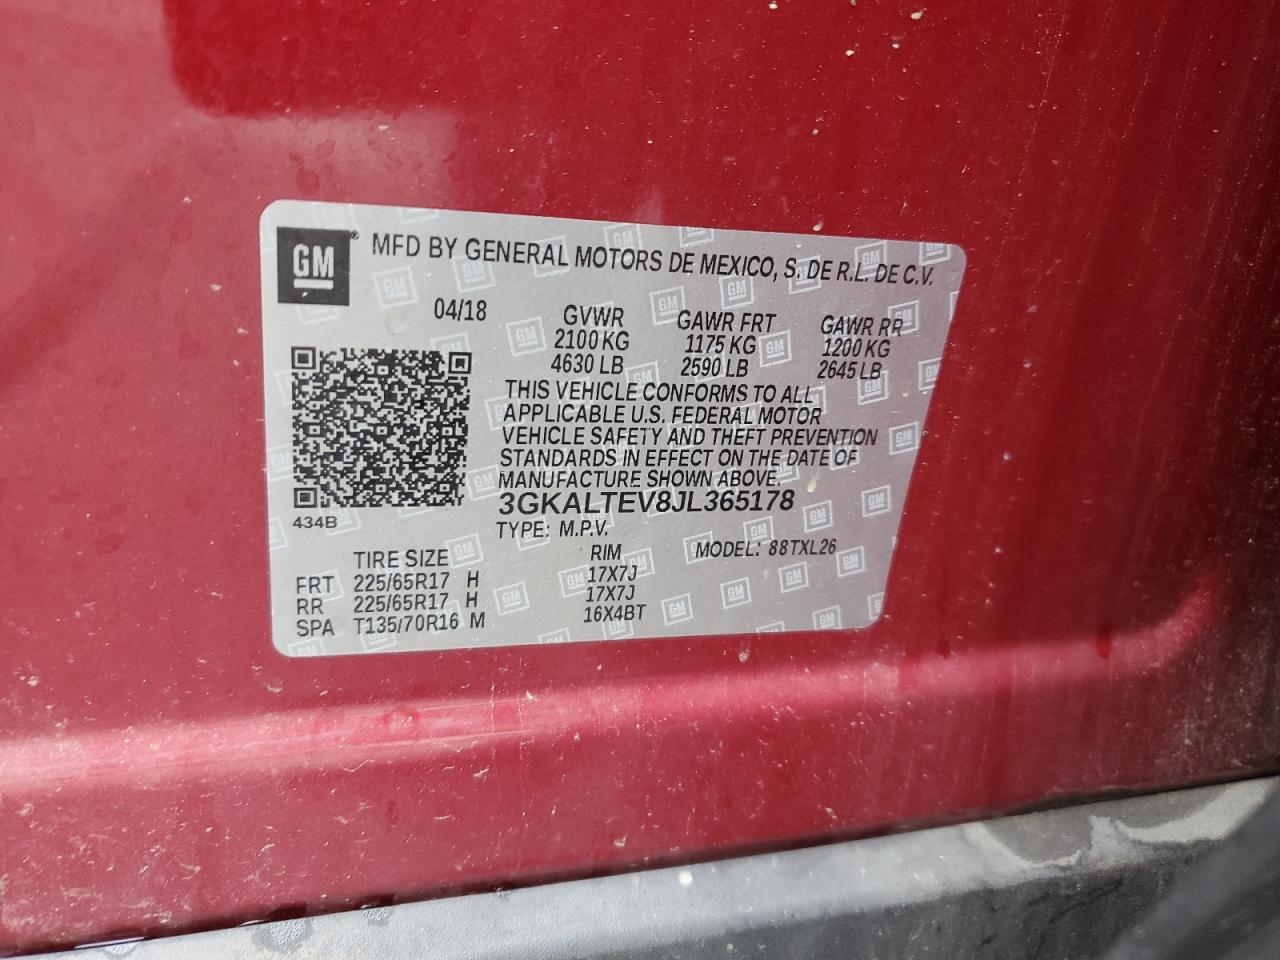 GM® MFD BY GENERAL MOTORS DE MEXICO, S. DE R.L. DE C.V.
04/18 GVWR GAWR FRT GAWR RR
2100 KG 1175 KG 1200 KG
4630 LB 2590 LB 2645 LB
THIS VEHICLE CONFORMS TO ALL
APPLICABLE U.S. FEDERAL MOTOR
VEHICLE SAFETY AND THEFT PREVENTION
STANDARDS IN EFFECT ON THE DATE OF
MANUFACTURE SHOWN ABOVE.
3GKALTEV8JL365178
434B
TYPE: M.P.V.
TIRE SIZE RIM MODEL: 88TXL26
FRT 225/65R17 H 17X7J
RR 225/65R17 H 17X7J
SPA T135/70R16 M 16X4BT